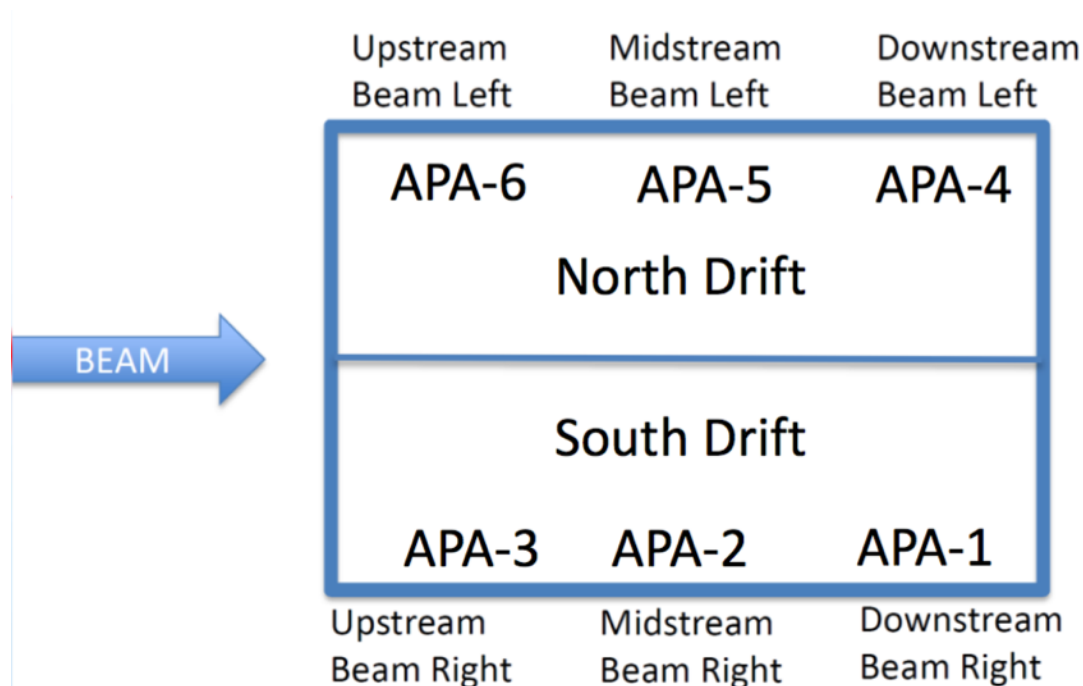 Upstream Midstream Downstream
Beam Left Beam Left Beam Left
APA-6 APA-5 APA-4
North Drift
BEAM
South Drift
APA-3 APA-2 APA-1
Upstream Midstream Downstream
Beam Right Beam Right Beam Right